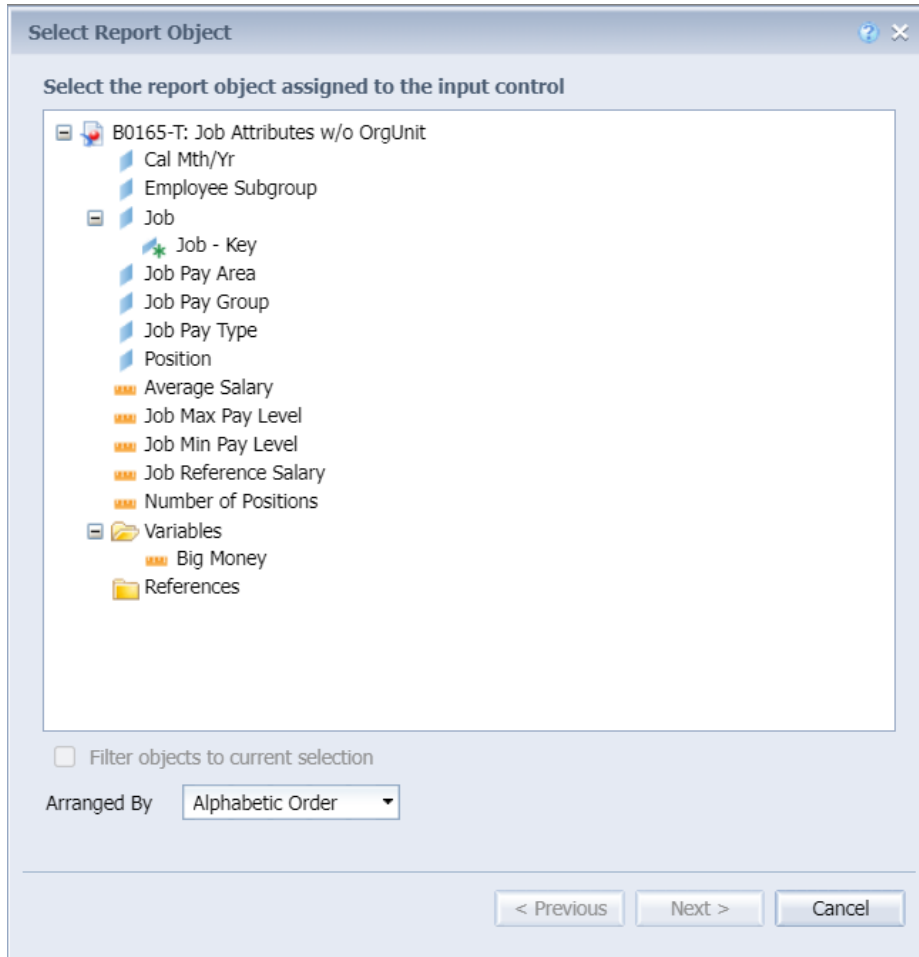 Select Report Object
Select the report object assigned to the input control
B0165-T: Job Attributes w/o OrgUnit
Cal Mth/Yr
Employee Subgroup
Job
Job - Key
Job Pay Area
Job Pay Group
Job Pay Type
Position
Average Salary
Job Max Pay Level
Job Min Pay Level
Job Reference Salary
Number of Positions
Variables
Big Money
References
Filter objects to current selection
Arranged By Alphabetic Order
< Previous Next > Cancel